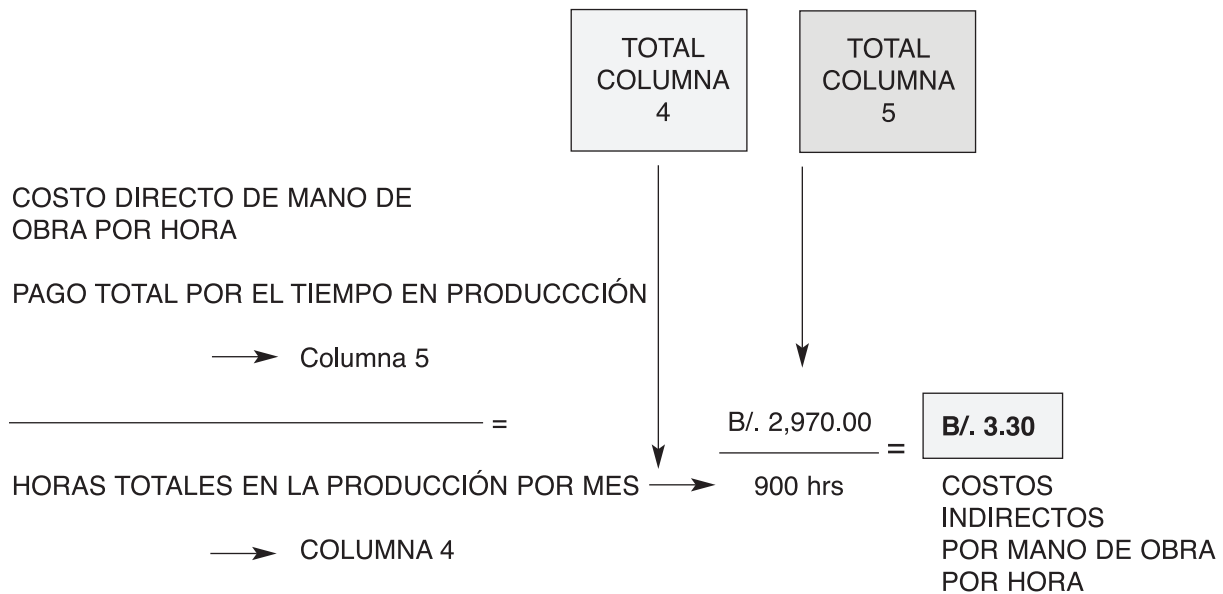 TOTAL
COLUMNA
4
TOTAL
COLUMNA
5
COSTO DIRECTO DE MANO DE
OBRA POR HORA
PAGO TOTAL POR EL TIEMPO EN PRODUCCCIÓN
Columna 5
=
B/. 2,970.00
=
B/. 3.30
HORAS TOTALES EN LA PRODUCCIÓN POR MES
900 hrs
COLUMNA 4
COSTOS
INDIRECTOS
POR MANO DE OBRA
POR HORA